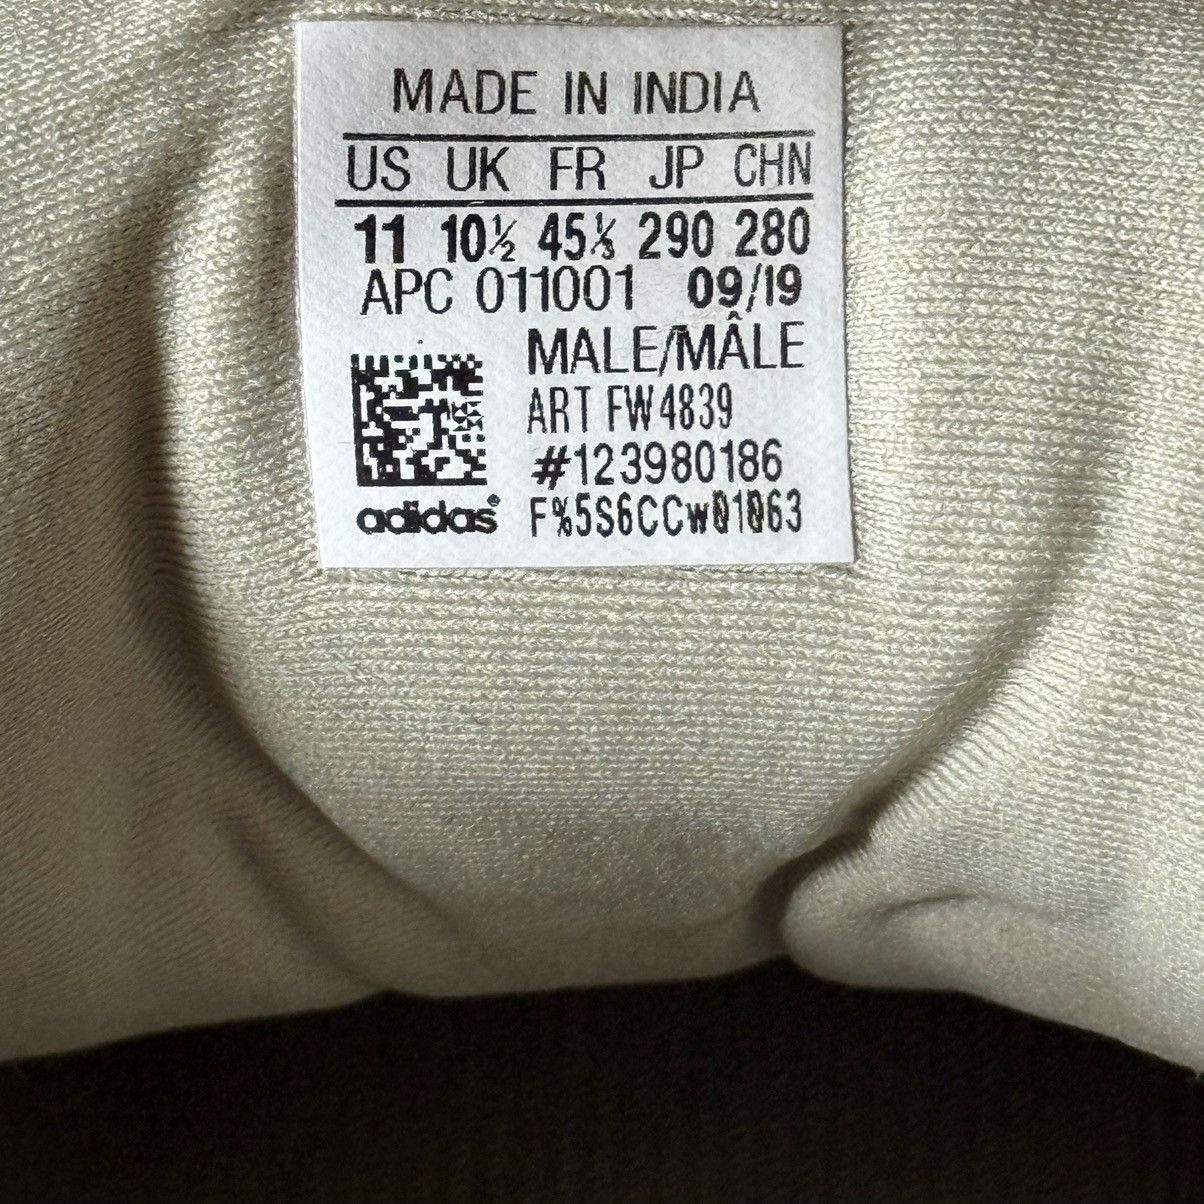 MADE IN INDIA
US UK FR JP CHN
11 10½ 45⅓ 290 280
APC 011001 09/19
MALE/MÂLE
ART FW4839
#123980186
adidas® F%5S6CCw01063